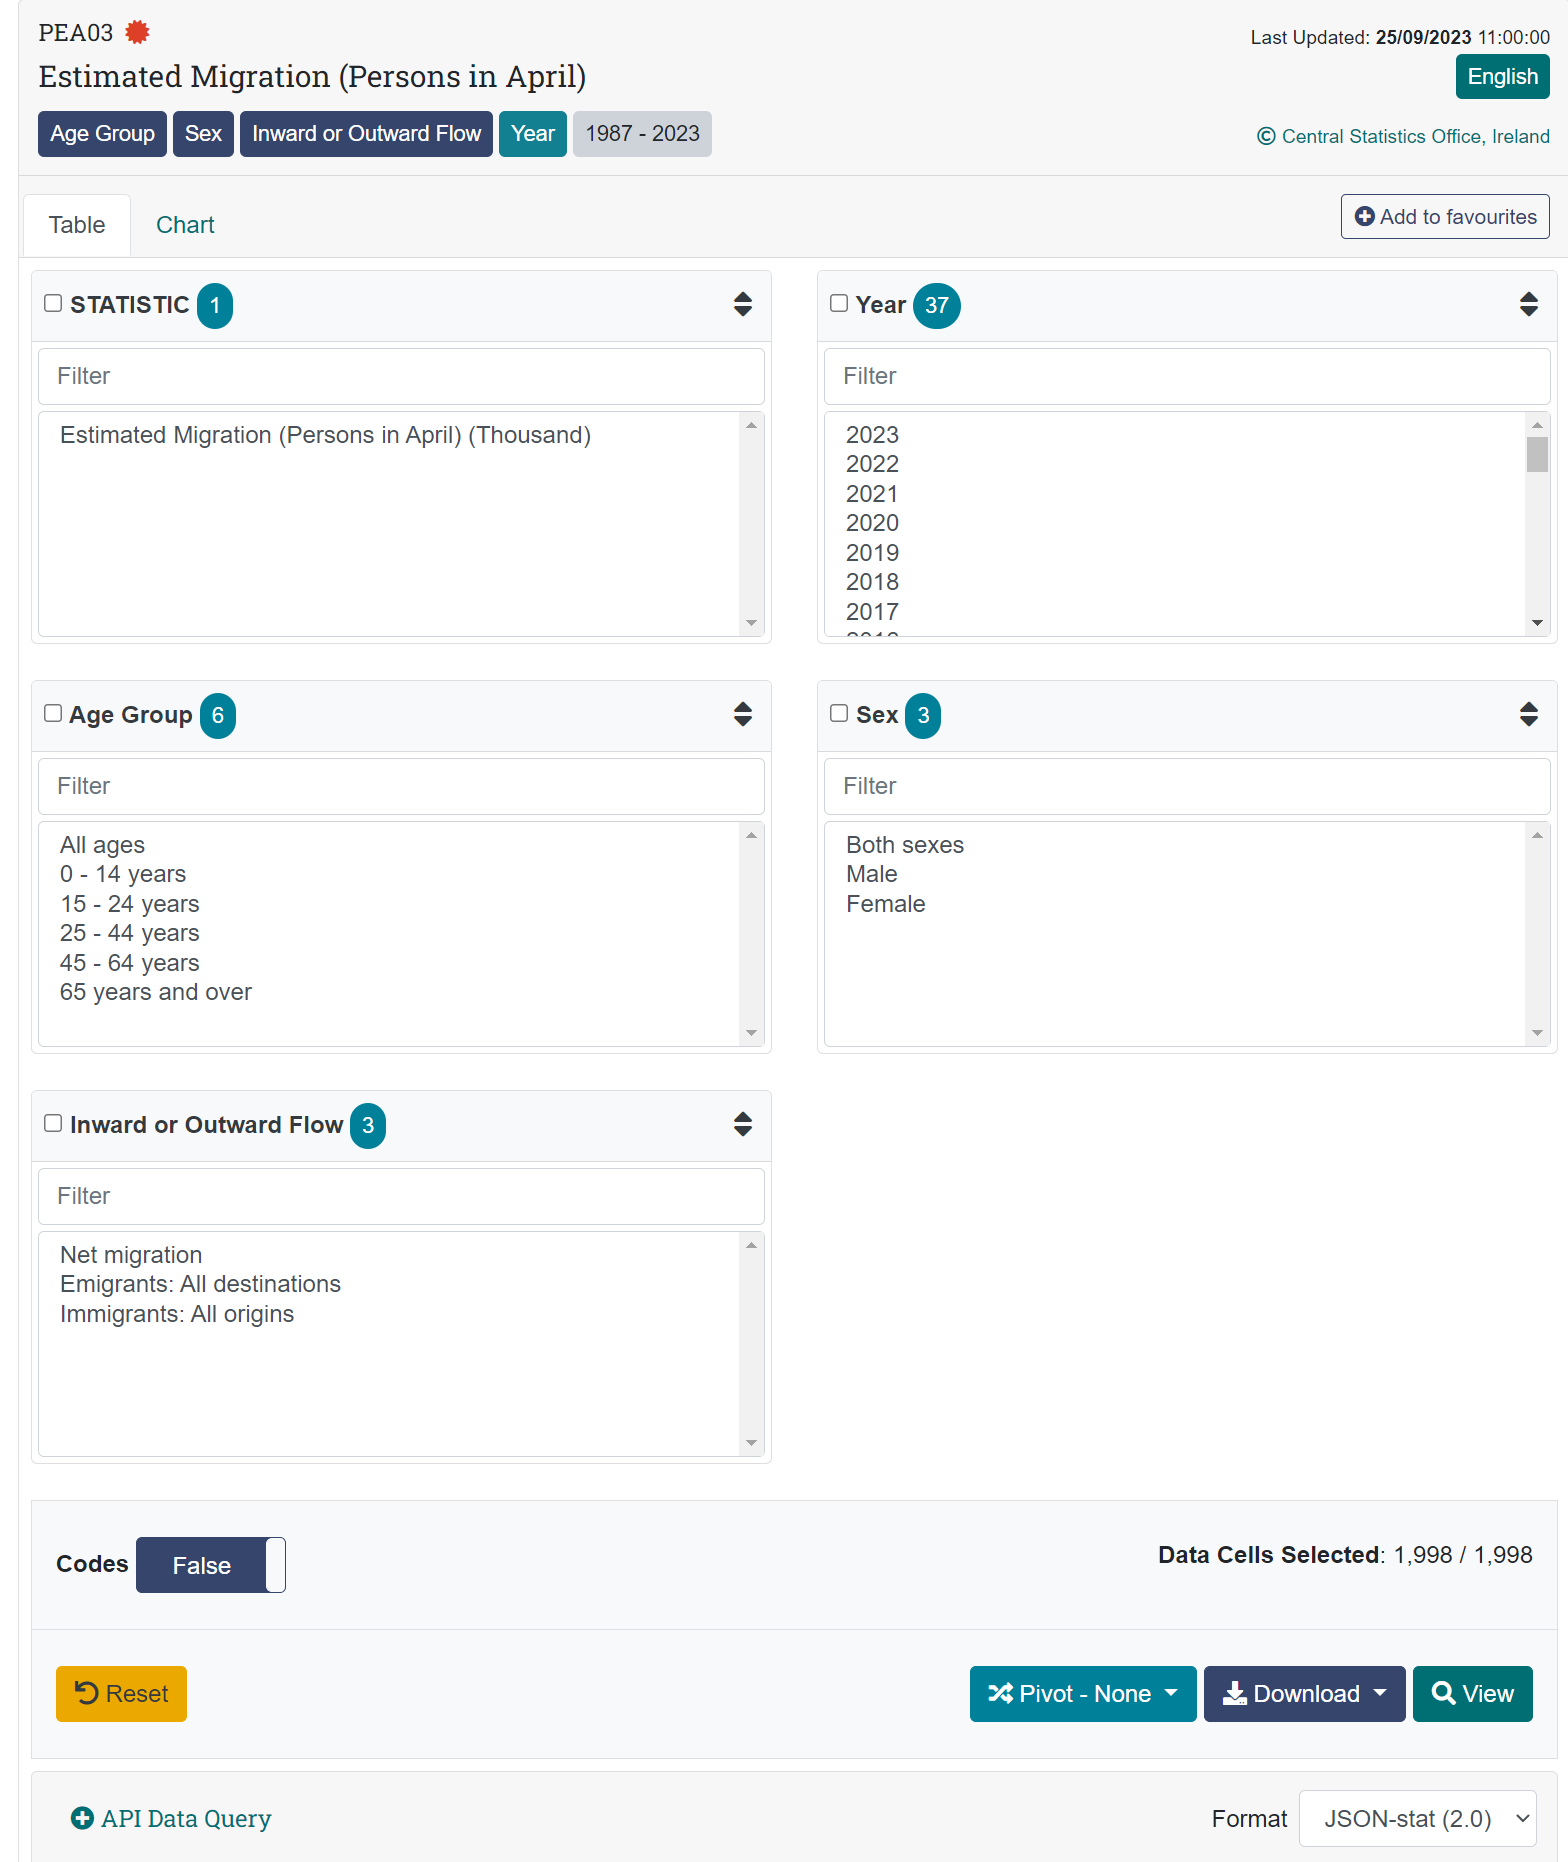 PEA03
Last Updated: 25/09/2023 11:00:00
Estimated Migration (Persons in April)
English
Age Group Sex Inward or Outward Flow Year 1987 - 2023
© Central Statistics Office, Ireland
Table Chart
Add to favourites
STATISTIC 1
Filter
Estimated Migration (Persons in April) (Thousand)
Year 37
Filter
2023
2022
2021
2020
2019
2018
2017
Age Group 6
Filter
All ages
0 - 14 years
15 - 24 years
25 - 44 years
45 - 64 years
65 years and over
Sex 3
Filter
Both sexes
Male
Female
Inward or Outward Flow 3
Filter
Net migration
Emigrants: All destinations
Immigrants: All origins
Codes False
Data Cells Selected: 1,998 / 1,998
Reset
Pivot - None Download View
API Data Query
Format JSON-stat (2.0)